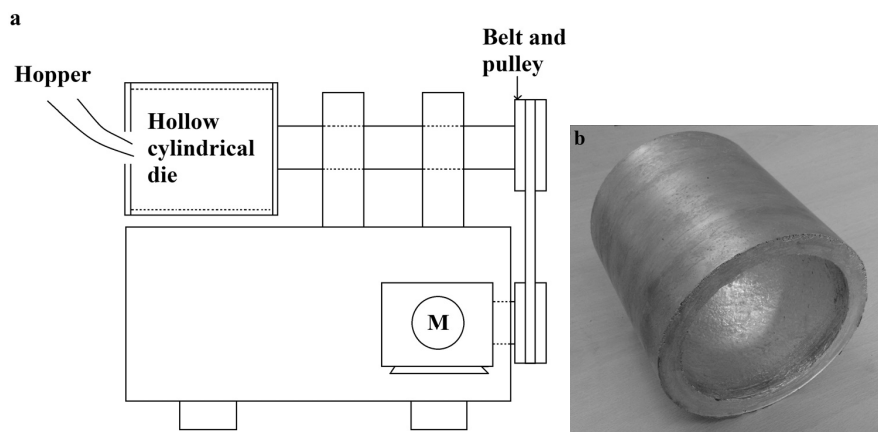 a
Belt and
pulley
Hopper
Hollow
cylindrical
die
M
b